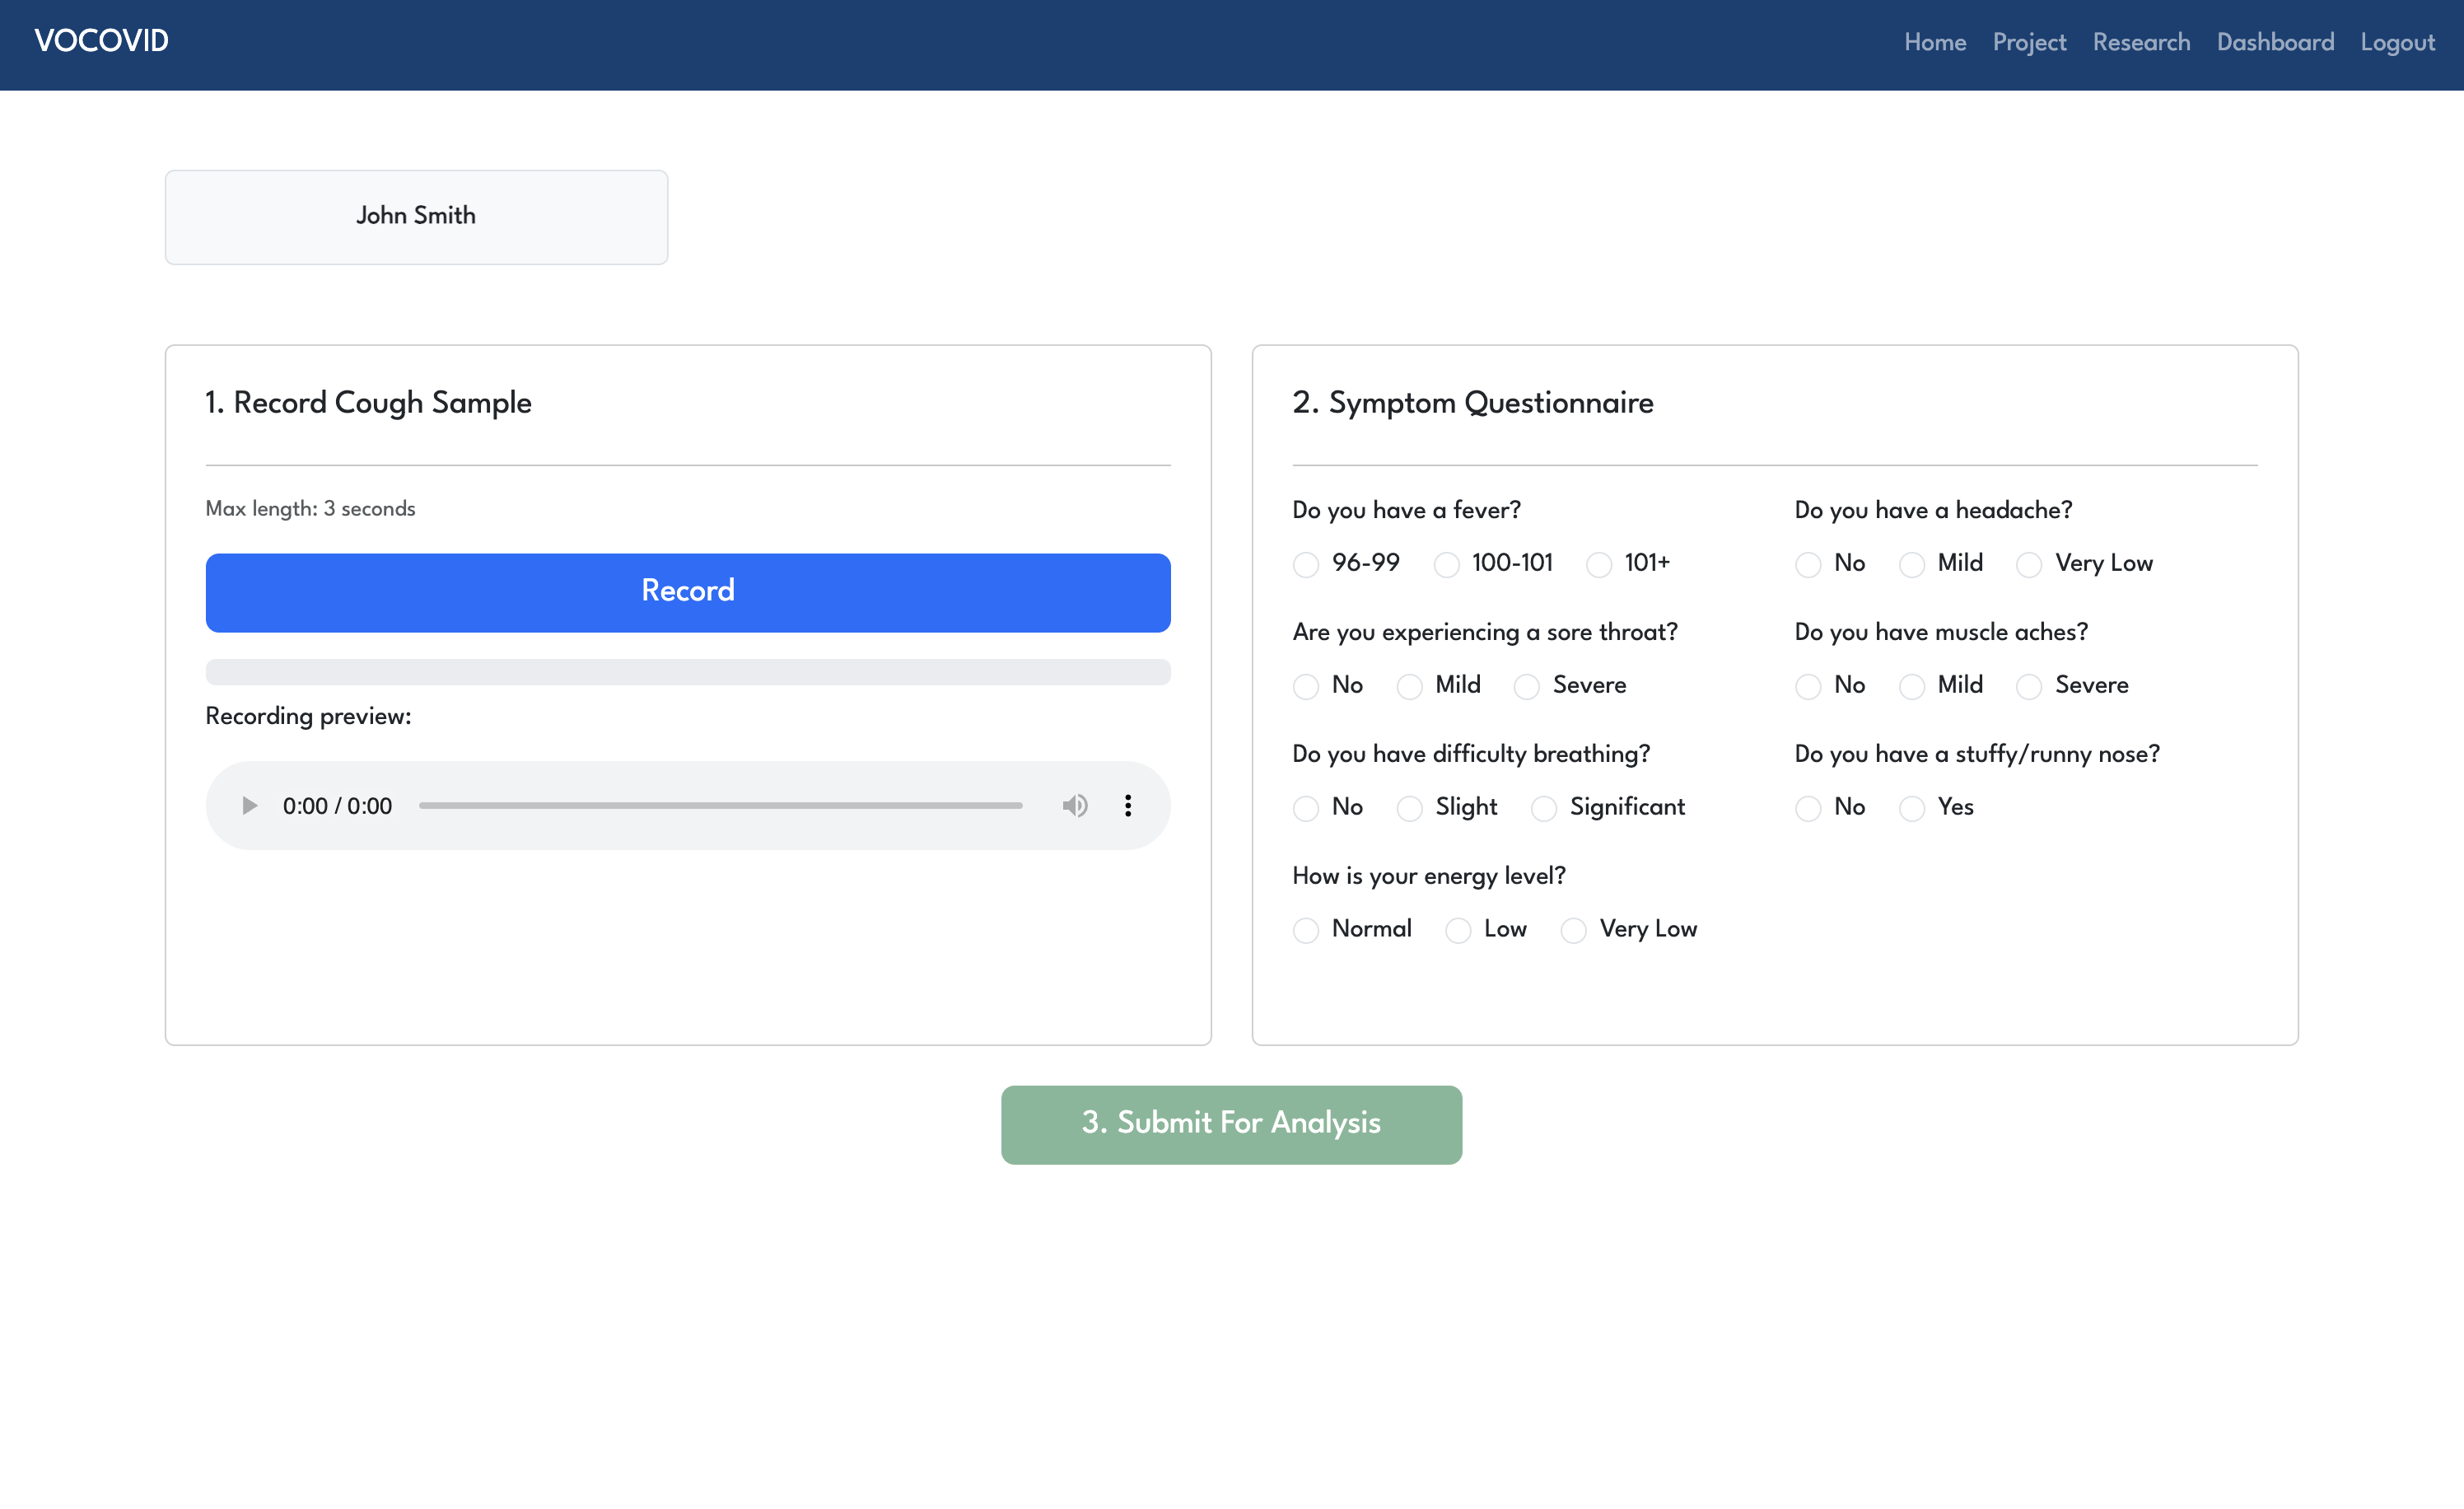 VOCOVID
Home Project Research Dashboard Logout
John Smith
1. Record Cough Sample
Max length: 3 seconds
Record
Recording preview:
0:00 / 0:00
2. Symptom Questionnaire
Do you have a fever?
96-99 100-101 101+
Do you have a headache?
No Mild Very Low
Are you experiencing a sore throat?
No Mild Severe
Do you have muscle aches?
No Mild Severe
Do you have difficulty breathing?
No Slight Significant
Do you have a stuffy/runny nose?
No Yes
How is your energy level?
Normal Low Very Low
3. Submit For Analysis